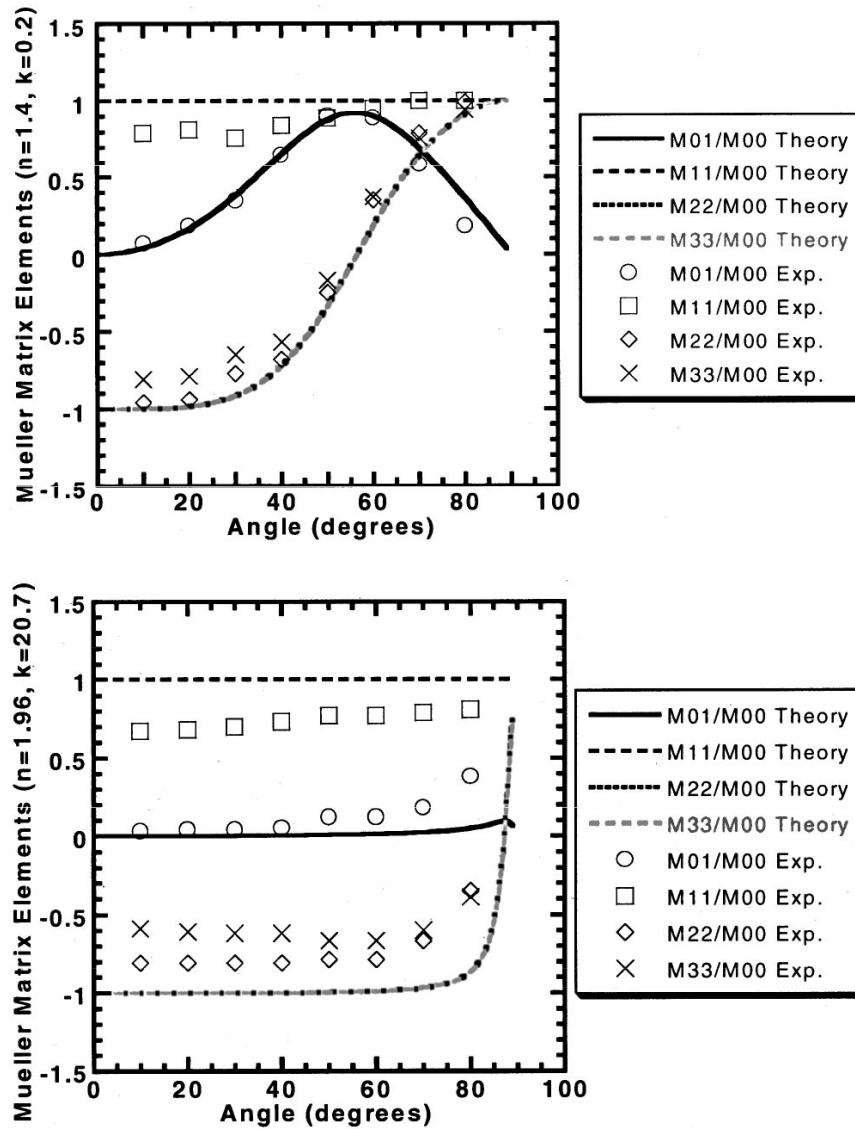 Mueller Matrix Elements (n=1.4, k=0.2)
1.5
1
0.5
0
-0.5
-1
-1.5
0 20 40 60 80 100
Angle (degrees)
M01/M00 Theory
M11/M00 Theory
M22/M00 Theory
M33/M00 Theory
M01/M00 Exp.
M11/M00 Exp.
M22/M00 Exp.
M33/M00 Exp.
Mueller Matrix Elements (n=1.96, k=20.7)
1.5
1
0.5
0
-0.5
-1
-1.5
0 20 40 60 80 100
Angle (degrees)
M01/M00 Theory
M11/M00 Theory
M22/M00 Theory
M33/M00 Theory
M01/M00 Exp.
M11/M00 Exp.
M22/M00 Exp.
M33/M00 Exp.